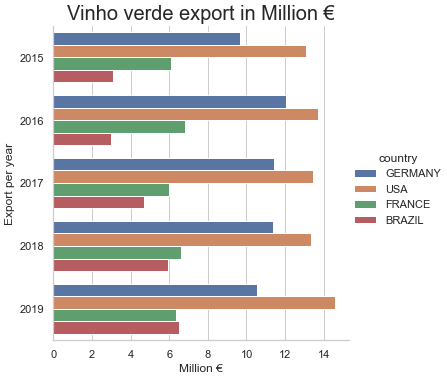 Vinho verde export in Million €
Export per year
2015
2016
2017
2018
2019
0 2 4 6 8 10 12 14
Million €
country
GERMANY
USA
FRANCE
BRAZIL